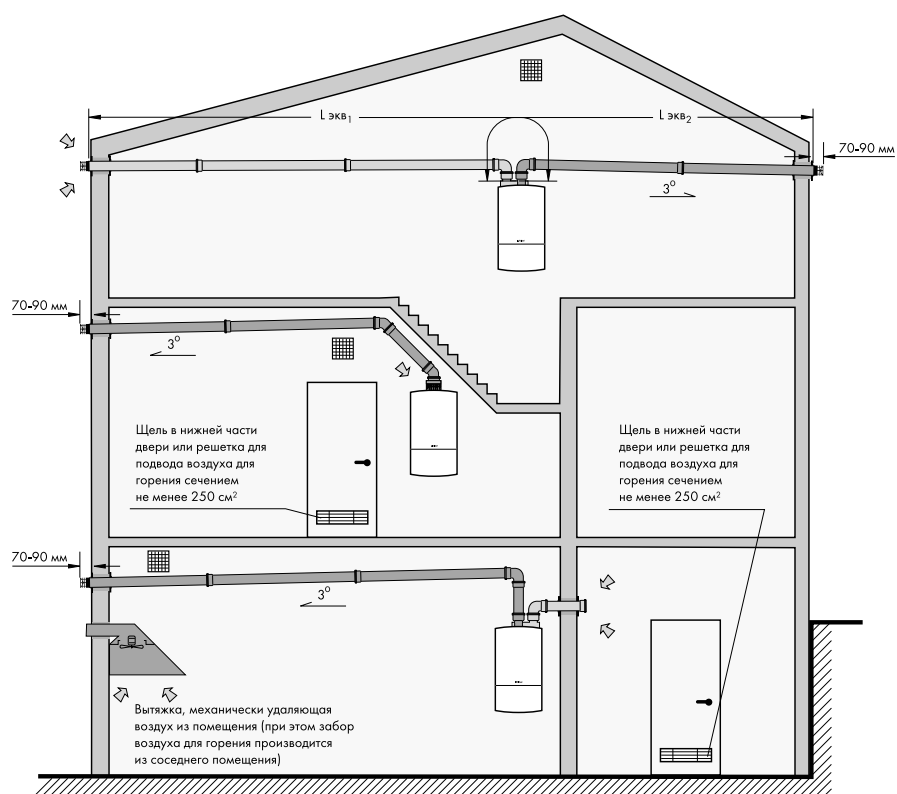 L экв₁
L экв₂
70-90 мм
3°
70-90 мм
3°
Щель в нижней части
двери или решетка для
подвода воздуха для
горения сечением
не менее 250 см²
Щель в нижней части
двери или решетка для
подвода воздуха для
горения сечением
не менее 250 см²
70-90 мм
3°
Вытяжка, механически удаляющая
воздух из помещения (при этом забор
воздуха для горения производится
из соседнего помещения)